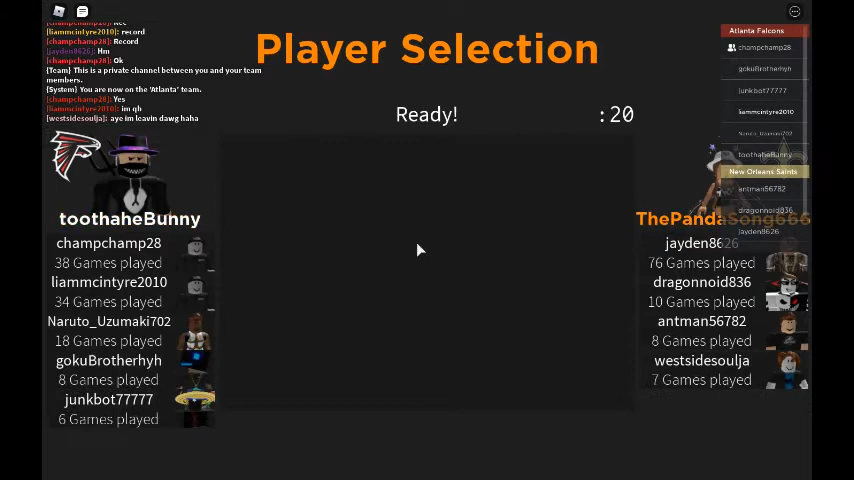 [liammcintyre2010]: record
[champchamp28]: Record
[jayden8626]: Hm
[champchamp28]: Ok
{Team} This is a private channel between you and your team
members.
{System} You are now on the 'Atlanta' team.
[champchamp28]: Yes
[liammcintyre2010]: im qb
[westsidesoulja]: aye im leavin dawg haha
Player Selection
Ready!
:20
toothaheBunny
champchamp28
38 Games played
liammcintyre2010
34 Games played
Naruto_Uzumaki702
18 Games played
gokuBrotherhyh
8 Games played
junkbot77777
6 Games played
Atlanta Falcons
champchamp28
gokuBrotherhyh
junkbot77777
liammcintyre2010
Naruto_Uzumaki702
toothaheBunny
New Orleans Saints
antman56782
dragonnoid836
jayden8626
ThePandaSong666
jayden8626
76 Games played
dragonnoid836
10 Games played
antman56782
8 Games played
westsidesoulja
7 Games played